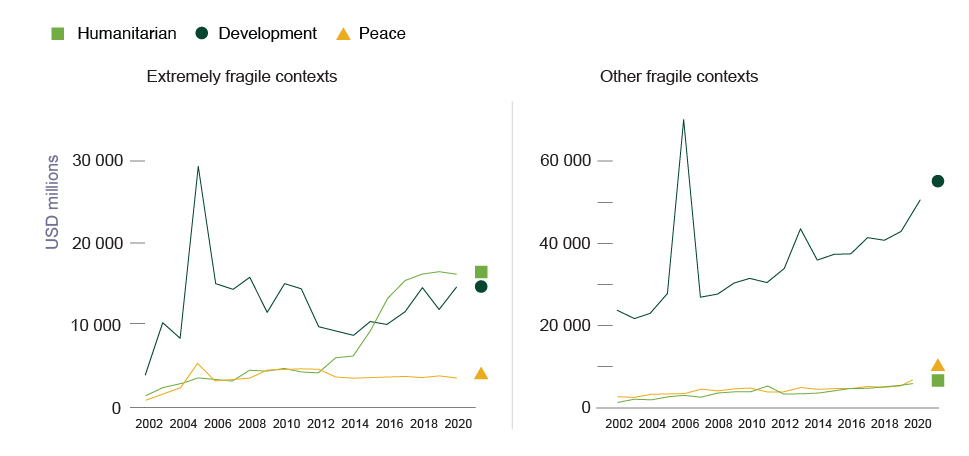 Humanitarian Development Peace
Extremely fragile contexts
USD millions
30 000
20 000
10 000
0
2002 2004 2006 2008 2010 2012 2014 2016 2018 2020
Other fragile contexts
60 000
40 000
20 000
0
2002 2004 2006 2008 2010 2012 2014 2016 2018 2020